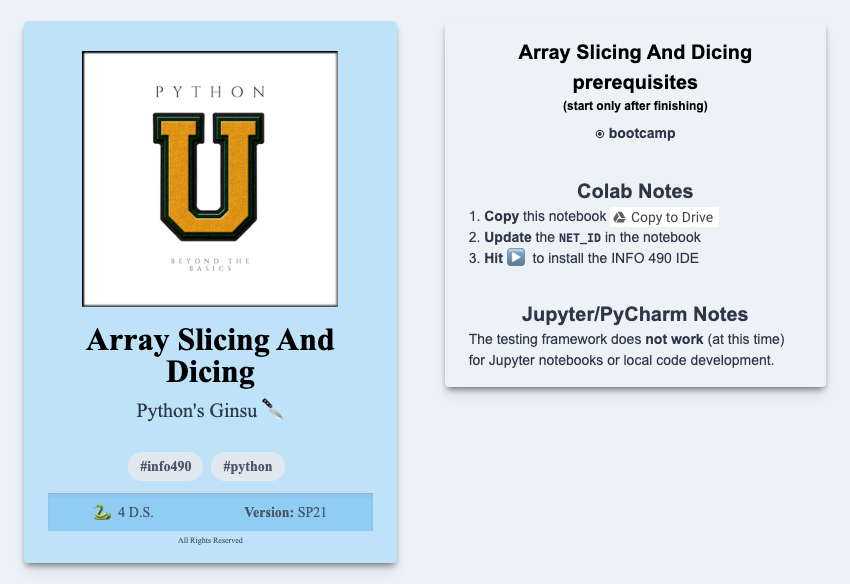 PYTHON
U
BEYOND THE
BASICS
Array Slicing And
Dicing
Python's Ginsu
#info490
#python
4 D.S.
Version: SP21
All Rights Reserved
Array Slicing And Dicing
prerequisites
(start only after finishing)
bootcamp
Colab Notes
1. Copy this notebook Copy to Drive
2. Update the NET_ID in the notebook
3. Hit to install the INFO 490 IDE
Jupyter/PyCharm Notes
The testing framework does not work (at this time)
for Jupyter notebooks or local code development.